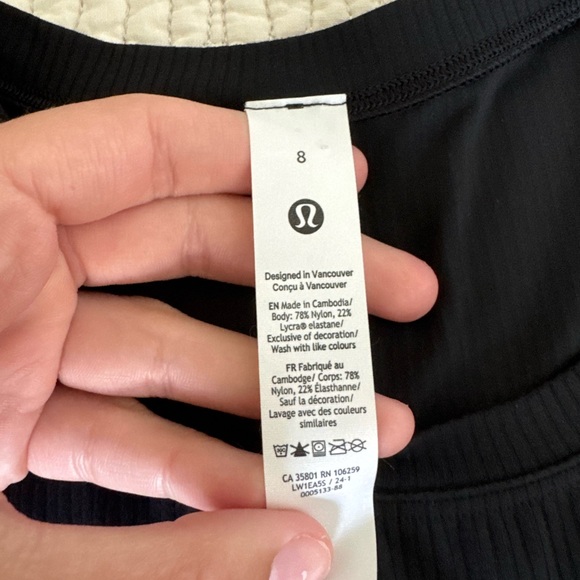 8
Designed in Vancouver
Conçu à Vancouver
EN Made in Cambodia/
Body: 78% Nylon, 22%
Lycra® elastane/
Exclusive of decoration/
Wash with like colours
FR Fabriqué au
Cambodge/ Corps: 78%
Nylon, 22% Élasthanne/
Sauf la décoration/
Lavage avec des couleurs
similaires
CA 35801 RN 106259
LW1EA5S / 24-1
0005133-88